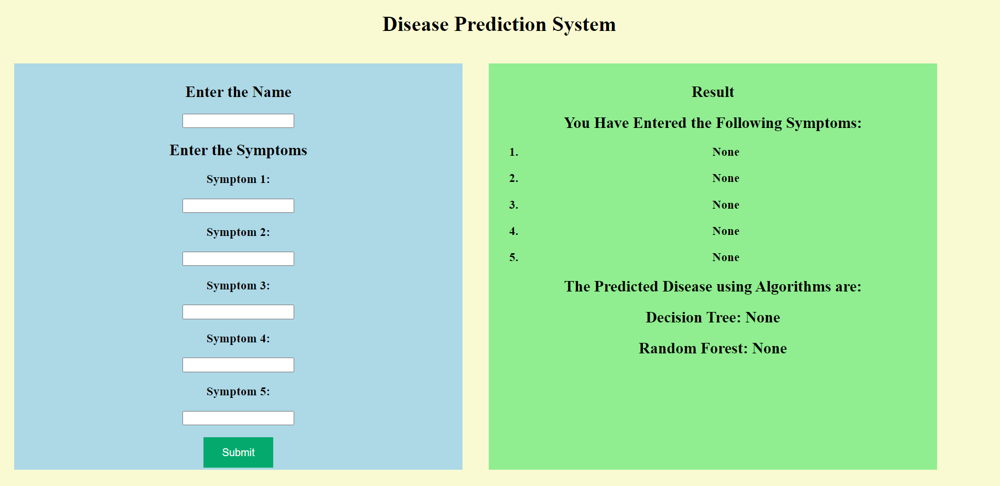 Disease Prediction System
Enter the Name
Enter the Symptoms
Symptom 1:
Symptom 2:
Symptom 3:
Symptom 4:
Symptom 5:
Submit
Result
You Have Entered the Following Symptoms:
1. None
2. None
3. None
4. None
5. None
The Predicted Disease using Algorithms are:
Decision Tree: None
Random Forest: None